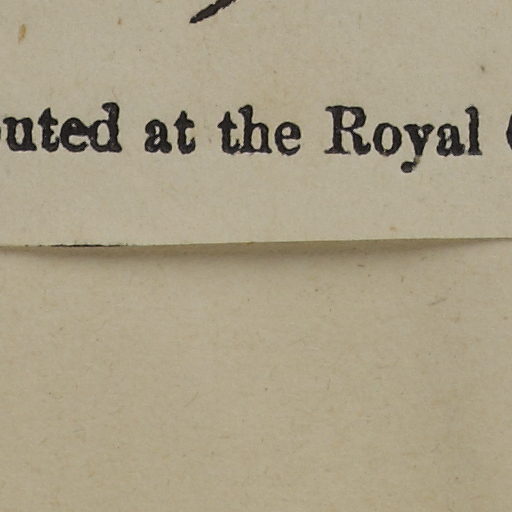 uted at the Royal